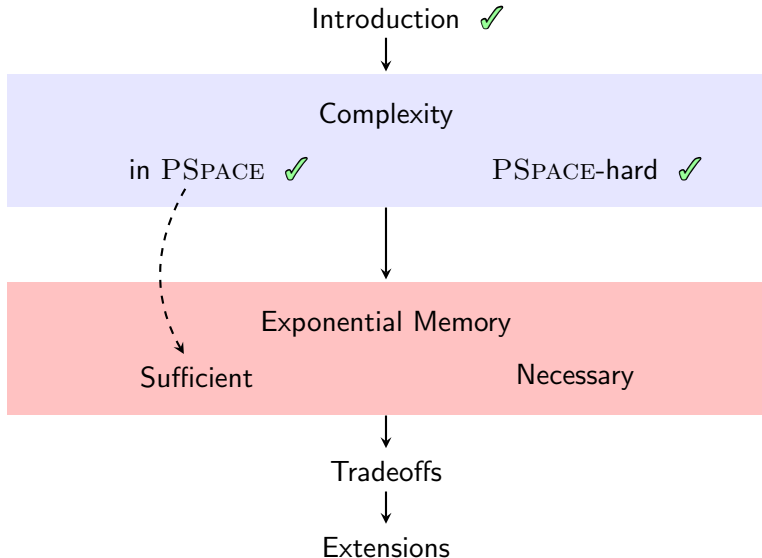 Introduction ✓
Complexity
in PSPACE ✓ PSPACE-hard ✓
Exponential Memory
Sufficient Necessary
Tradeoffs
Extensions